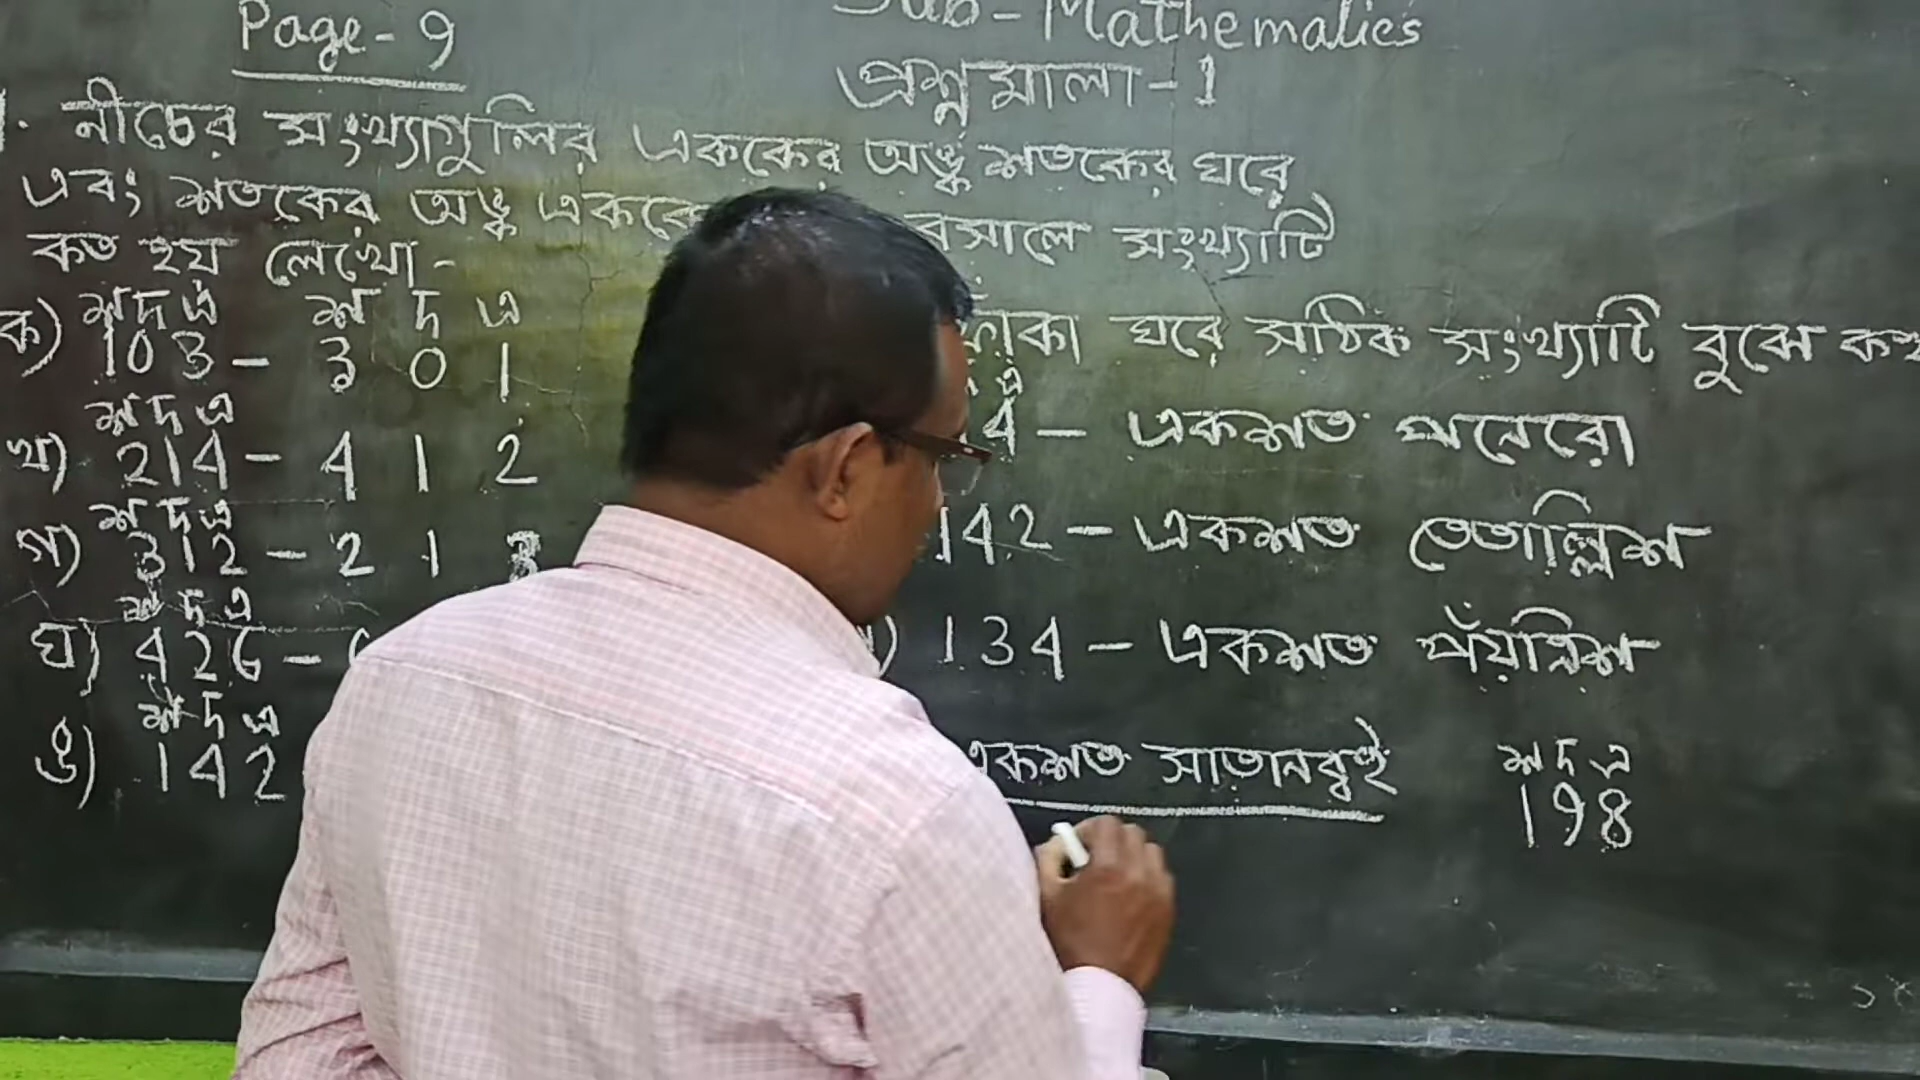 Page - 9
Sub - Mathematics
প্রশ্নমালা - 1
1. নীচের সংখ্যাগুলির এককের অঙ্ক শতকের ঘরে
এবং শতকের অঙ্ক এককে বসালে সংখ্যাটি
কত হয় লেখো-
শ দ এ শ দ এ
ক) 103 - 3 0 1
শ দ এ
খ) 214 - 4 1 2
শ দ এ
গ) 312 - 2 1 3
শ দ এ
ঘ) 426 -
শ দ এ
ঙ) 142
ফাঁকা ঘরে সঠিক সংখ্যাটি বুঝে
এ
4 - একশত পনেরো
142 - একশত তেতাল্লিশ
) 134 - একশত পঁয়ত্রিশ
একশত সাতানব্বই
শ দ এ
198